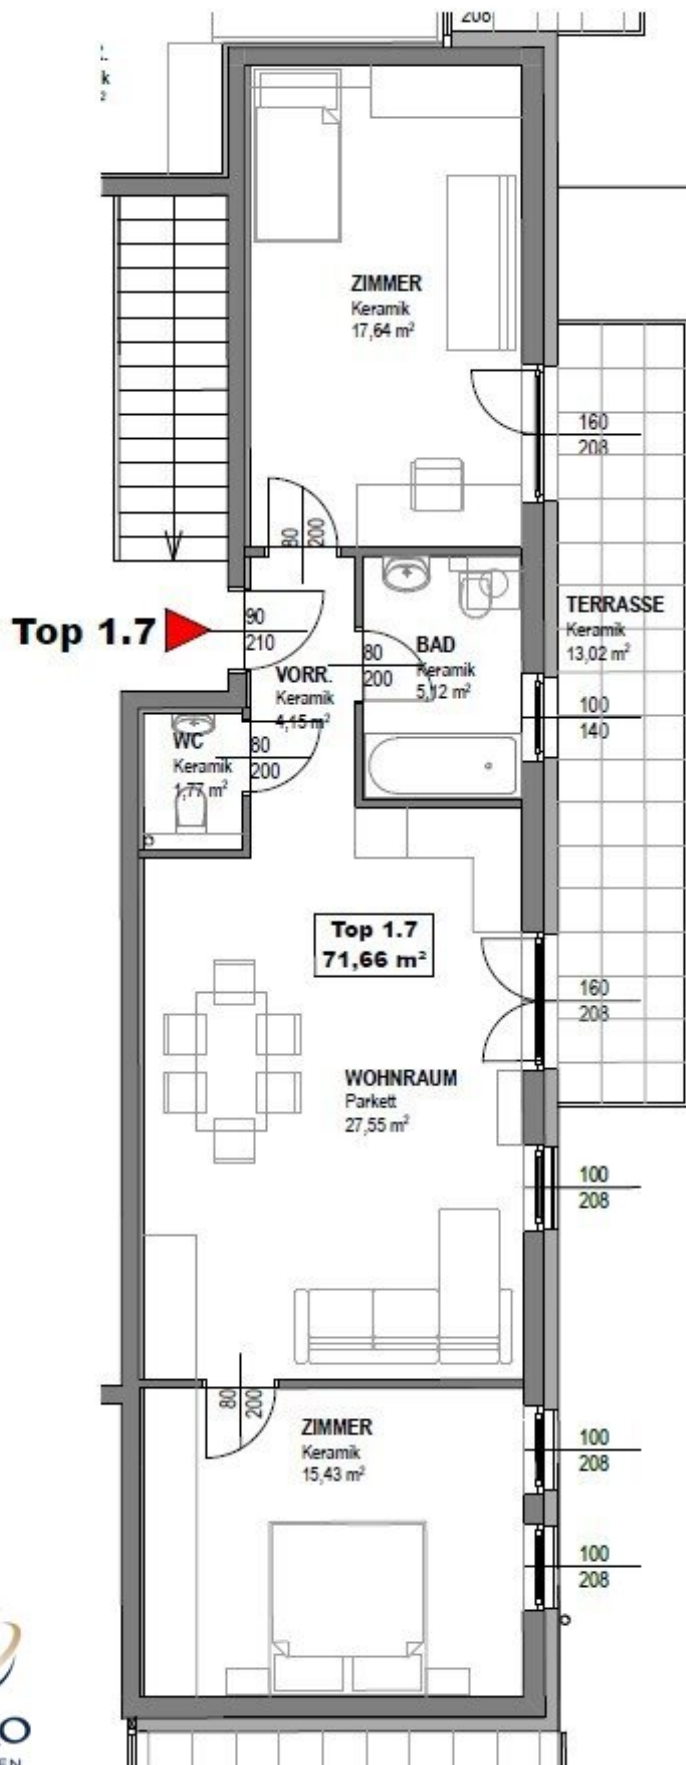 208
k
2
ZIMMER
Keramik
17,64 m²
160
208
80
200
Top 1.7
90
210
TERRASSE
Keramik
13,02 m²
BAD
Keramik
5,12 m²
80
200
VORR.
Keramik
4,15 m²
100
140
WC
Keramik
1,77 m²
80
200
Top 1.7
71,66 m²
160
208
WOHNRAUM
Parkett
27,55 m²
100
208
80
200
ZIMMER
Keramik
15,43 m²
100
208
100
208
O
EN